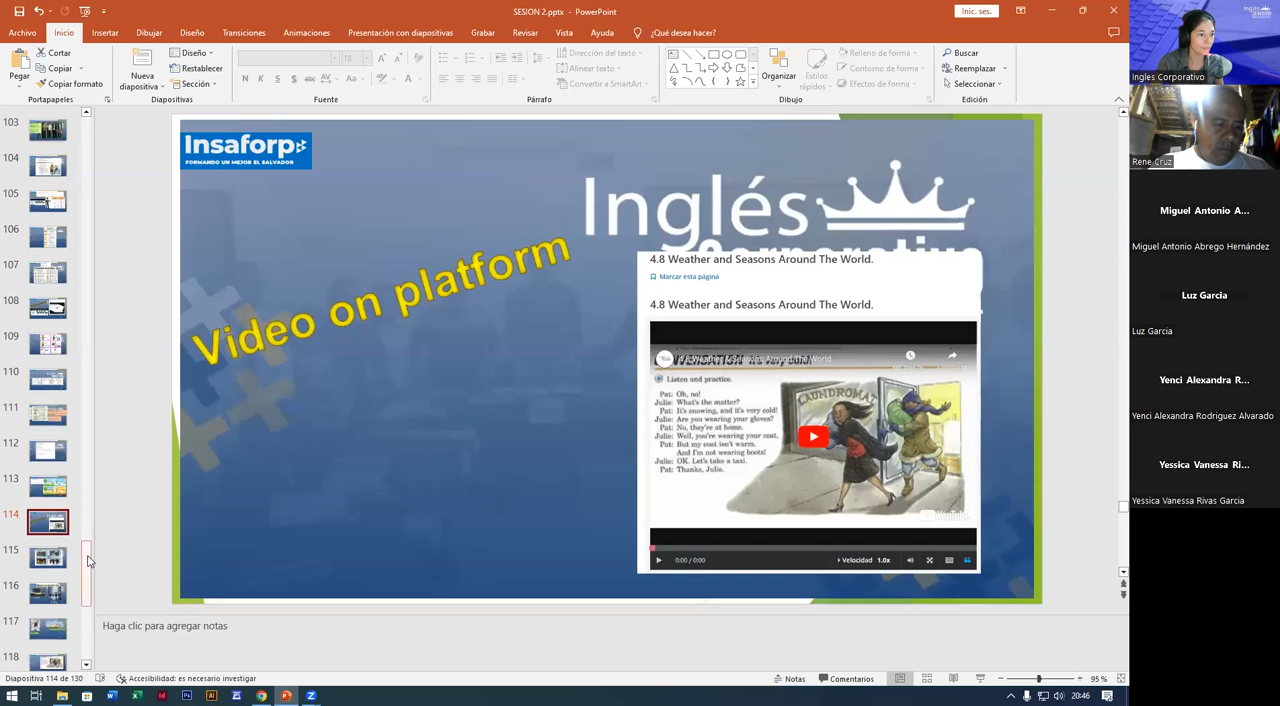 SESION 2.pptx - PowerPoint
Inic. ses.
Archivo
Inicio
Insertar
Dibujar
Diseño
Transiciones
Animaciones
Presentación con diapositivas
Grabar
Revisar
Vista
Ayuda
¿Qué desea hacer?
Pegar
Cortar
Copiar
Copiar formato
Portapapeles
Nueva
diapositiva
Diseño
Restablecer
Sección
Diapositivas
18
N K S
Aa
Fuente
Párrafo
Dirección del texto
Alinear texto
Convertir a SmartArt
Organizar
Estilos
rápidos
Dibujo
Relleno de forma
Contorno de forma
Efectos de forma
Buscar
Reemplazar
Seleccionar
Edición
103
104
105
106
108
109
110
111
112
113
114
115
116
117
118
Insaforp
FORMANDO UN MEJOR EL SALVADOR
Inglés
Video on platform
4.8 Weather and Seasons Around The World.
Marcar esta página
4.8 Weather and Seasons Around The World.
4.8 Weather & Seasons Around The World
Listen and practice.
Pat: Oh, no!
Julie: What's the matter?
Pat: It's snowing, and it's very cold!
Julie: Are you wearing your gloves?
Pat: No, they're at home.
Julie: Well, you're wearing your coat.
Pat: But my coat isn't warm.
And I'm not wearing boots!
Julie: OK. Let's take a taxi.
Pat: Thanks, Julie.
LAUNDROMAT
YouTube
0:00 / 0:00
Velocidad 1.0x
Haga clic para agregar notas
Diapositiva 114 de 130
Accesibilidad: es necesario investigar
Notas
Comentarios
95 %
20:46
Ingles Corporativo
Rene Cruz
Miguel Antonio A...
Miguel Antonio Abrego Hernández
Luz Garcia
Luz Garcia
Yenci Alexandra R...
Yenci Alexandra Rodriguez Alvarado
Yessica Vanessa Ri...
Yessica Vanessa Rivas Garcia